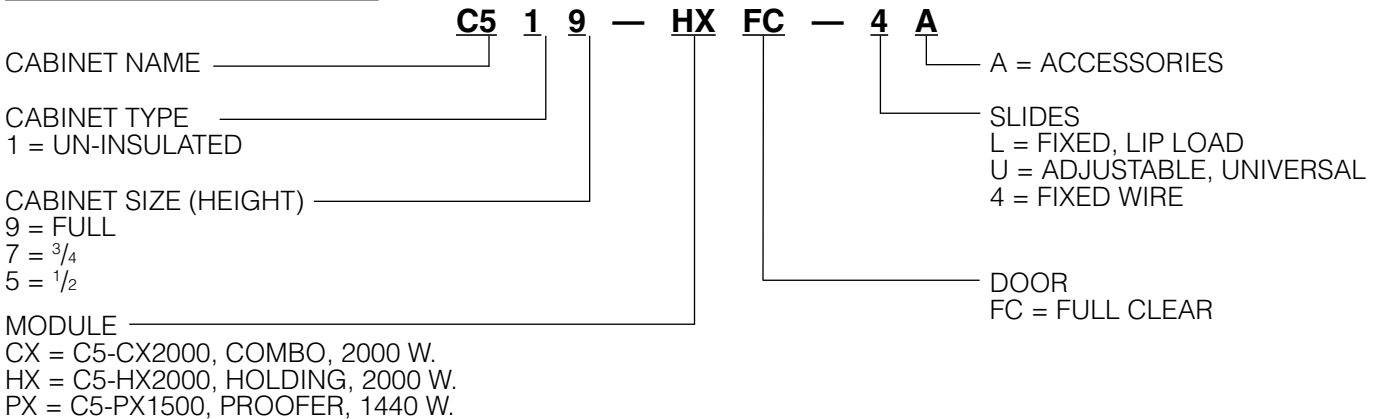 C5 1 9 — HX FC — 4 A
CABINET NAME
CABINET TYPE
1 = UN-INSULATED
CABINET SIZE (HEIGHT)
9 = FULL
7 = 3/4
5 = 1/2
MODULE
CX = C5-CX2000, COMBO, 2000 W.
HX = C5-HX2000, HOLDING, 2000 W.
PX = C5-PX1500, PROOFER, 1440 W.
A = ACCESSORIES
SLIDES
L = FIXED, LIP LOAD
U = ADJUSTABLE, UNIVERSAL
4 = FIXED WIRE
DOOR
FC = FULL CLEAR